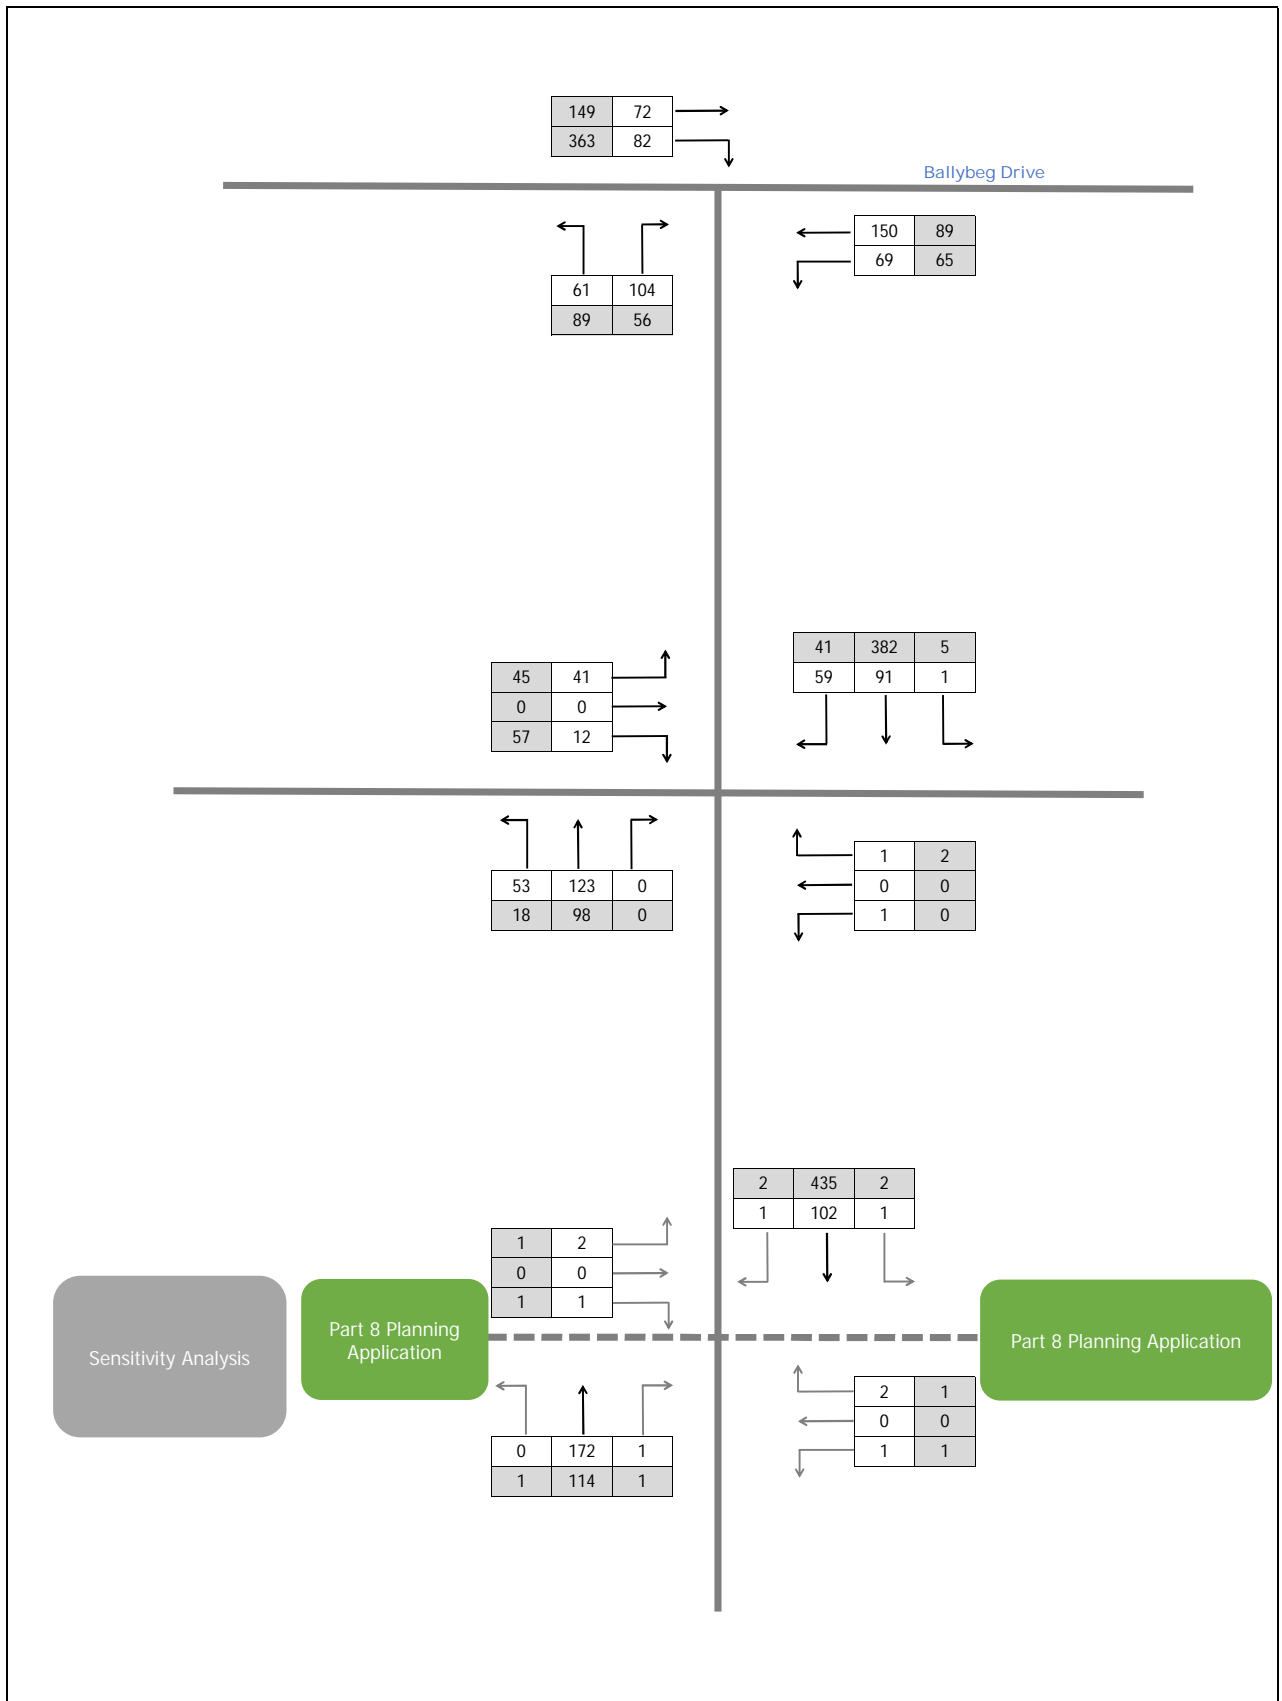 149 72
363 82
Ballybeg Drive
150 89
69 65
61 104
89 56
41 382 5
59 91 1
45 41
0 0
57 12
53 123 0
18 98 0
1 2
0 0
1 0
2 435 2
1 102 1
1 2
0 0
1 1
Sensitivity Analysis
Part 8 Planning
Application
Part 8 Planning Application
2 1
0 0
1 1
0 172 1
1 114 1